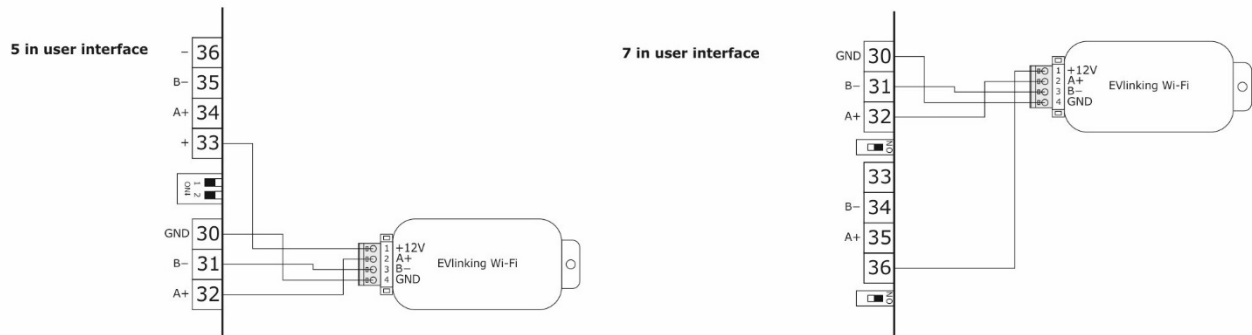 5 in user interface
− 36
B− 35
A+ 34
+ 33
ON 1 2
GND 30
B− 31
A+ 32
1 +12V
2 A+
3 B−
4 GND
EVlinking Wi-Fi
7 in user interface
GND 30
B− 31
A+ 32
ON
33
B− 34
A+ 35
36
ON
1 +12V
2 A+
3 B−
4 GND
EVlinking Wi-Fi